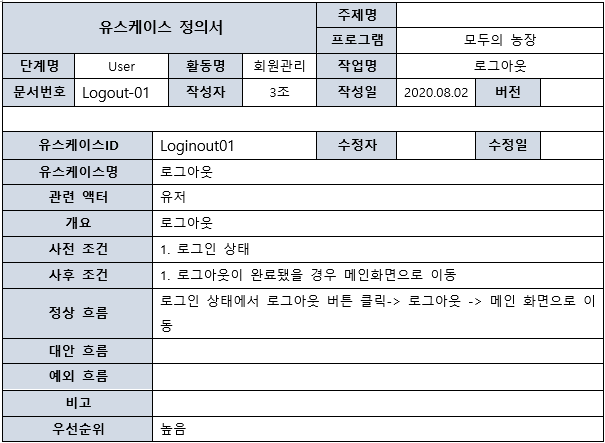 유스케이스 정의서
주제명
프로그램 모두의 농장
단계명 User 활동명 회원관리 작업명 로그아웃
문서번호 Logout-01 작성자 3조 작성일 2020.08.02 버전
유스케이스ID Loginout01 수정자 수정일
유스케이스명 로그아웃
관련 액터 유저
개요 로그아웃
사전 조건 1. 로그인 상태
사후 조건 1. 로그아웃이 완료됐을 경우 메인화면으로 이동
정상 흐름 로그인 상태에서 로그아웃 버튼 클릭-> 로그아웃 -> 메인 화면으로 이
동
대안 흐름
예외 흐름
비고
우선순위 높음